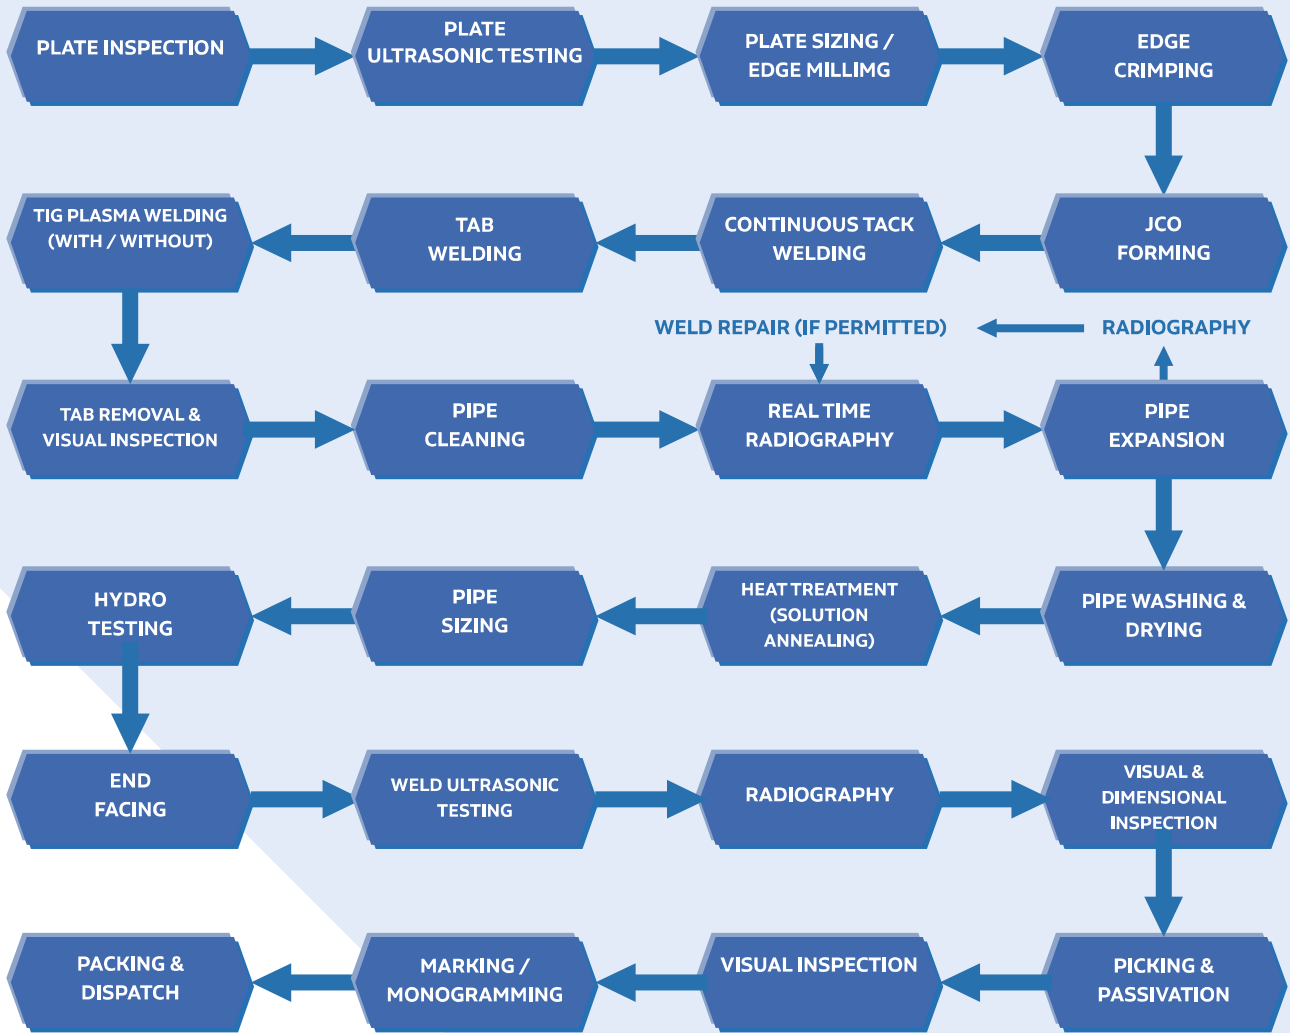 PLATE INSPECTION
PLATE
ULTRASONIC TESTING
PLATE SIZING /
EDGE MILLIMG
EDGE
CRIMPING
TIG PLASMA WELDING
(WITH / WITHOUT)
TAB
WELDING
CONTINUOUS TACK
WELDING
JCO
FORMING
WELD REPAIR (IF PERMITTED)
RADIOGRAPHY
TAB REMOVAL &
VISUAL INSPECTION
PIPE
CLEANING
REAL TIME
RADIOGRAPHY
PIPE
EXPANSION
HYDRO
TESTING
PIPE
SIZING
HEAT TREATMENT
(SOLUTION
ANNEALING)
PIPE WASHING &
DRYING
END
FACING
WELD ULTRASONIC
TESTING
RADIOGRAPHY
VISUAL &
DIMENSIONAL
INSPECTION
PACKING &
DISPATCH
MARKING /
MONOGRAMMING
VISUAL INSPECTION
PICKING &
PASSIVATION